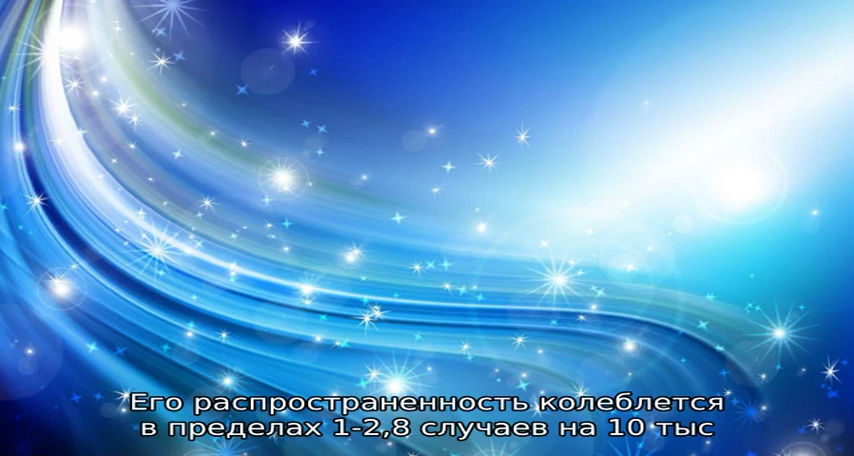 Его распространенность колеблется
в пределах 1-2,8 случаев на 10 тыс